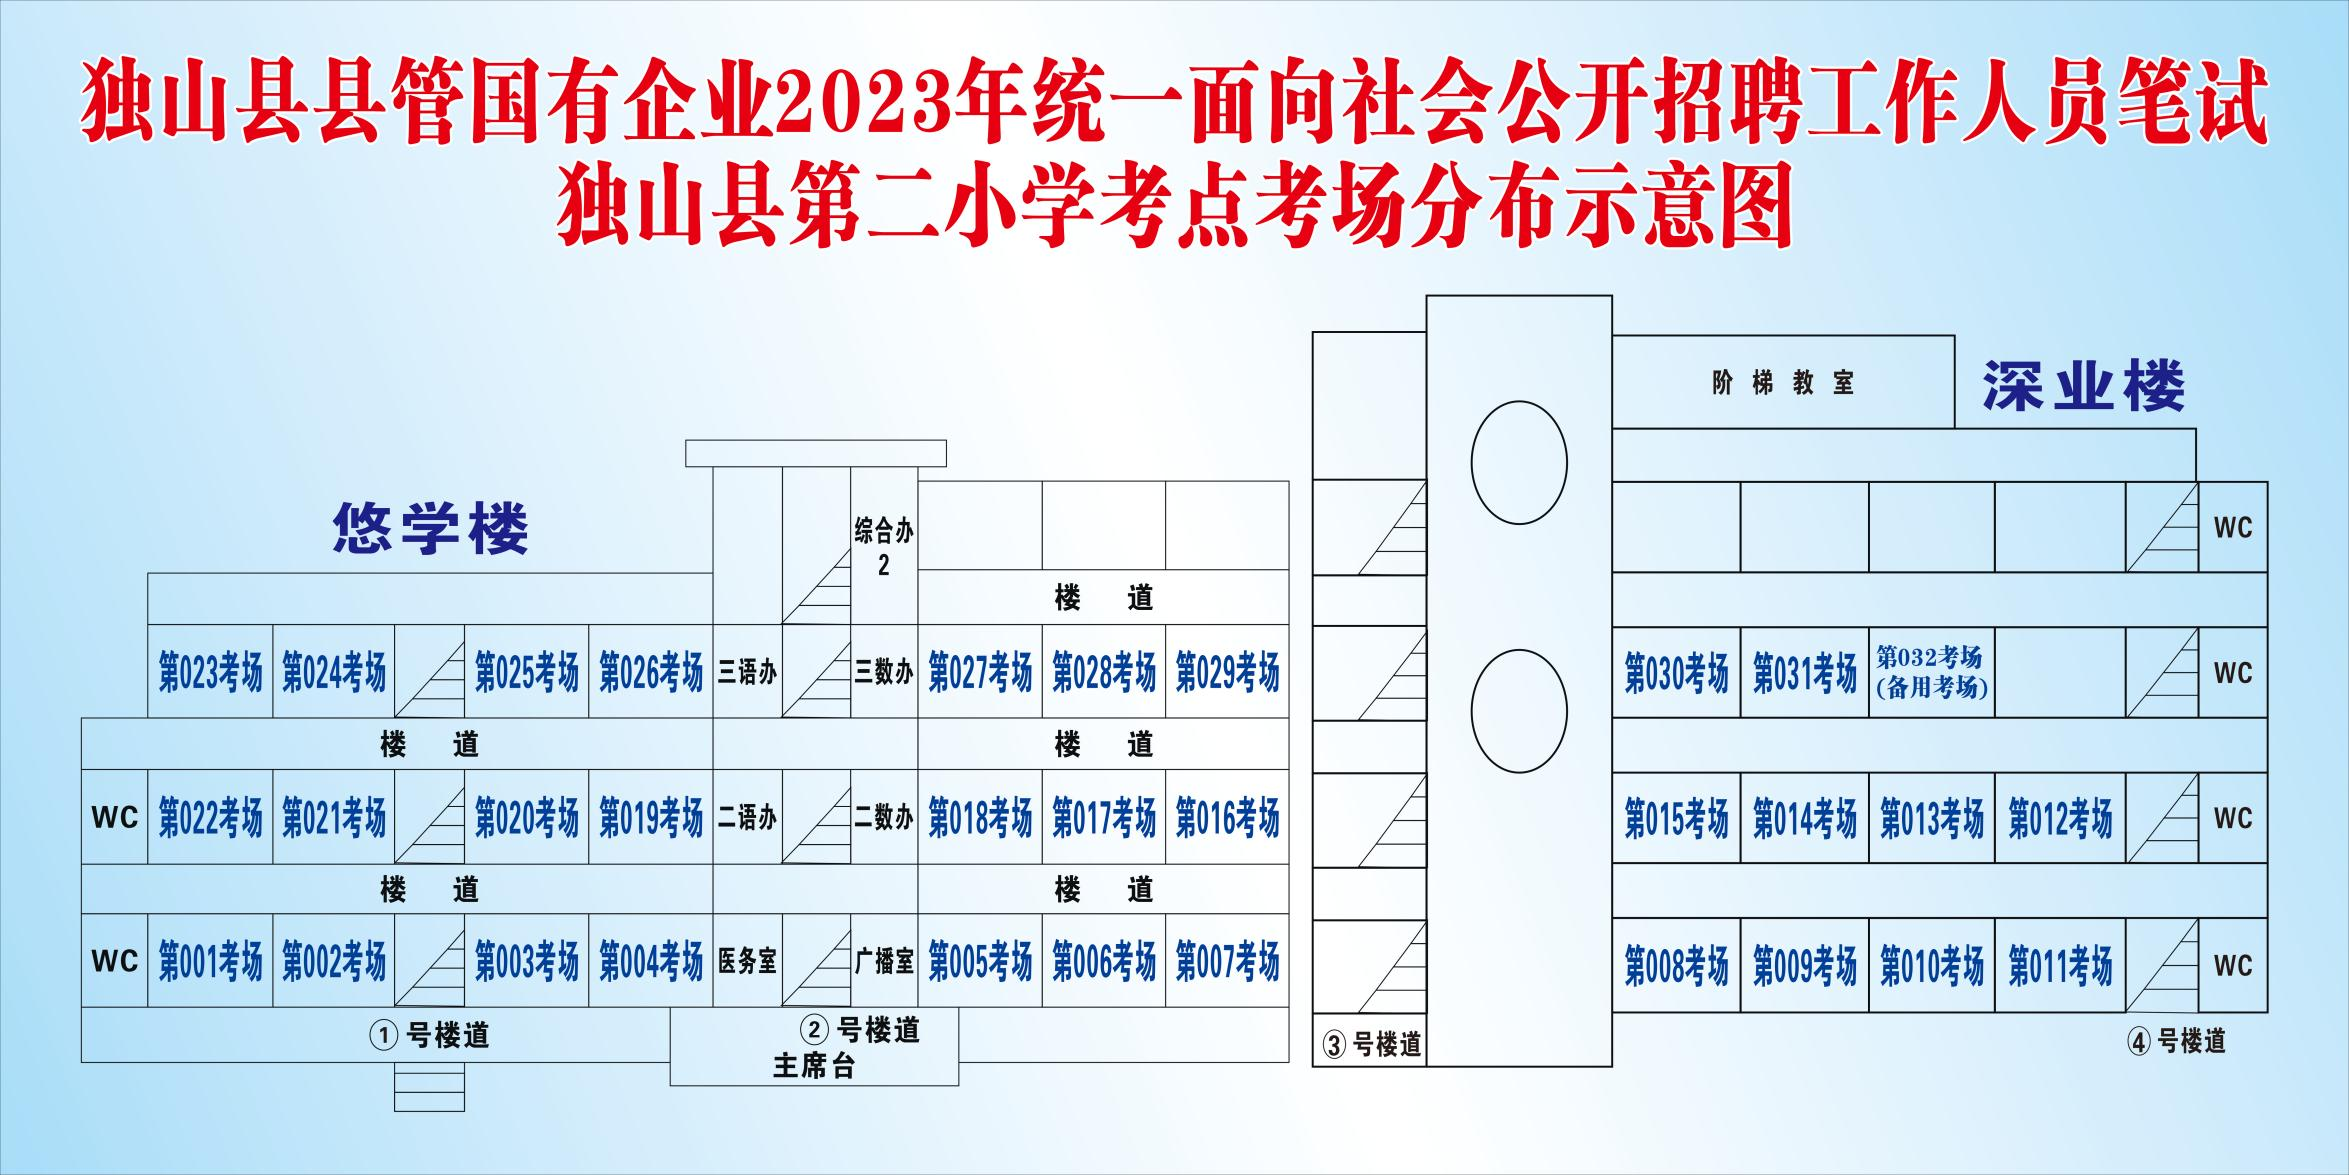 独山县县管国有企业2023年统一面向社会公开招聘工作人员笔试
独山县第二小学考点考场分布示意图
悠学楼
综合办
2
楼 道
第023考场 第024考场 第025考场 第026考场 三语办 三数办 第027考场 第028考场 第029考场
楼 道 楼 道
WC 第022考场 第021考场 第020考场 第019考场 二语办 二数办 第018考场 第017考场 第016考场
楼 道 楼 道
WC 第001考场 第002考场 第003考场 第004考场 医务室 广播室 第005考场 第006考场 第007考场
①号楼道 ②号楼道
主席台
阶梯教室
深业楼
WC
第030考场 第031考场 第032考场 WC
(备用考场)
第015考场 第014考场 第013考场 第012考场 WC
第008考场 第009考场 第010考场 第011考场 WC
③号楼道 ④号楼道